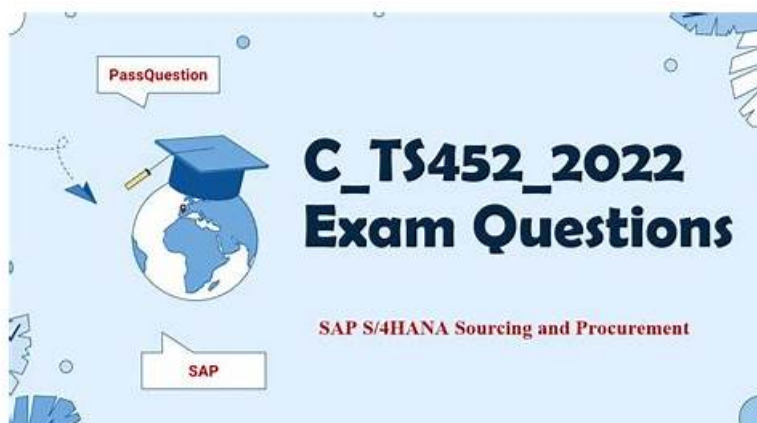 PassQuestion
C_TS452_2022
Exam Questions
SAP S/4HANA Sourcing and Procurement
SAP